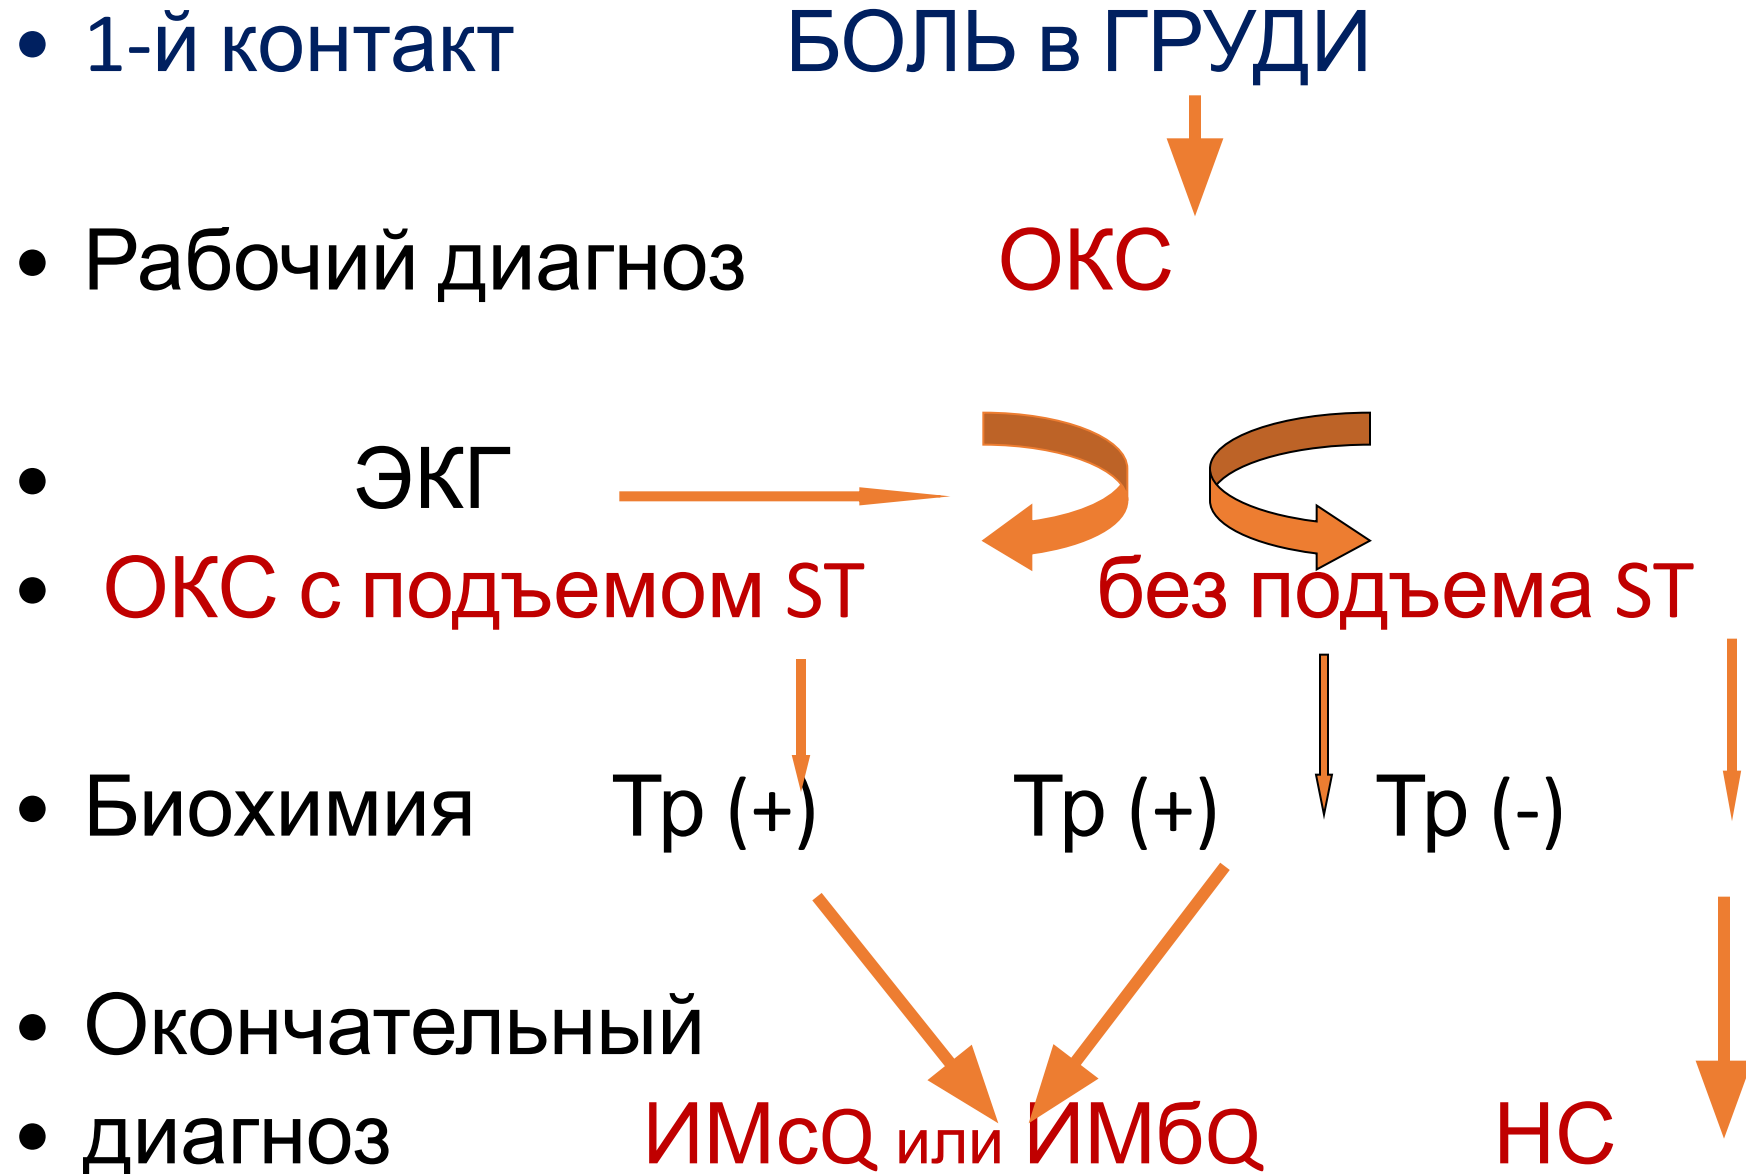 • 1-й контакт БОЛЬ в ГРУДИ
• Рабочий диагноз ОКС
• ЭКГ
• ОКС с подъемом ST без подъема ST
• Биохимия Тр (+) Тр (+) Тр (-)
• Окончательный
• диагноз ИМсQ или ИМбQ НС